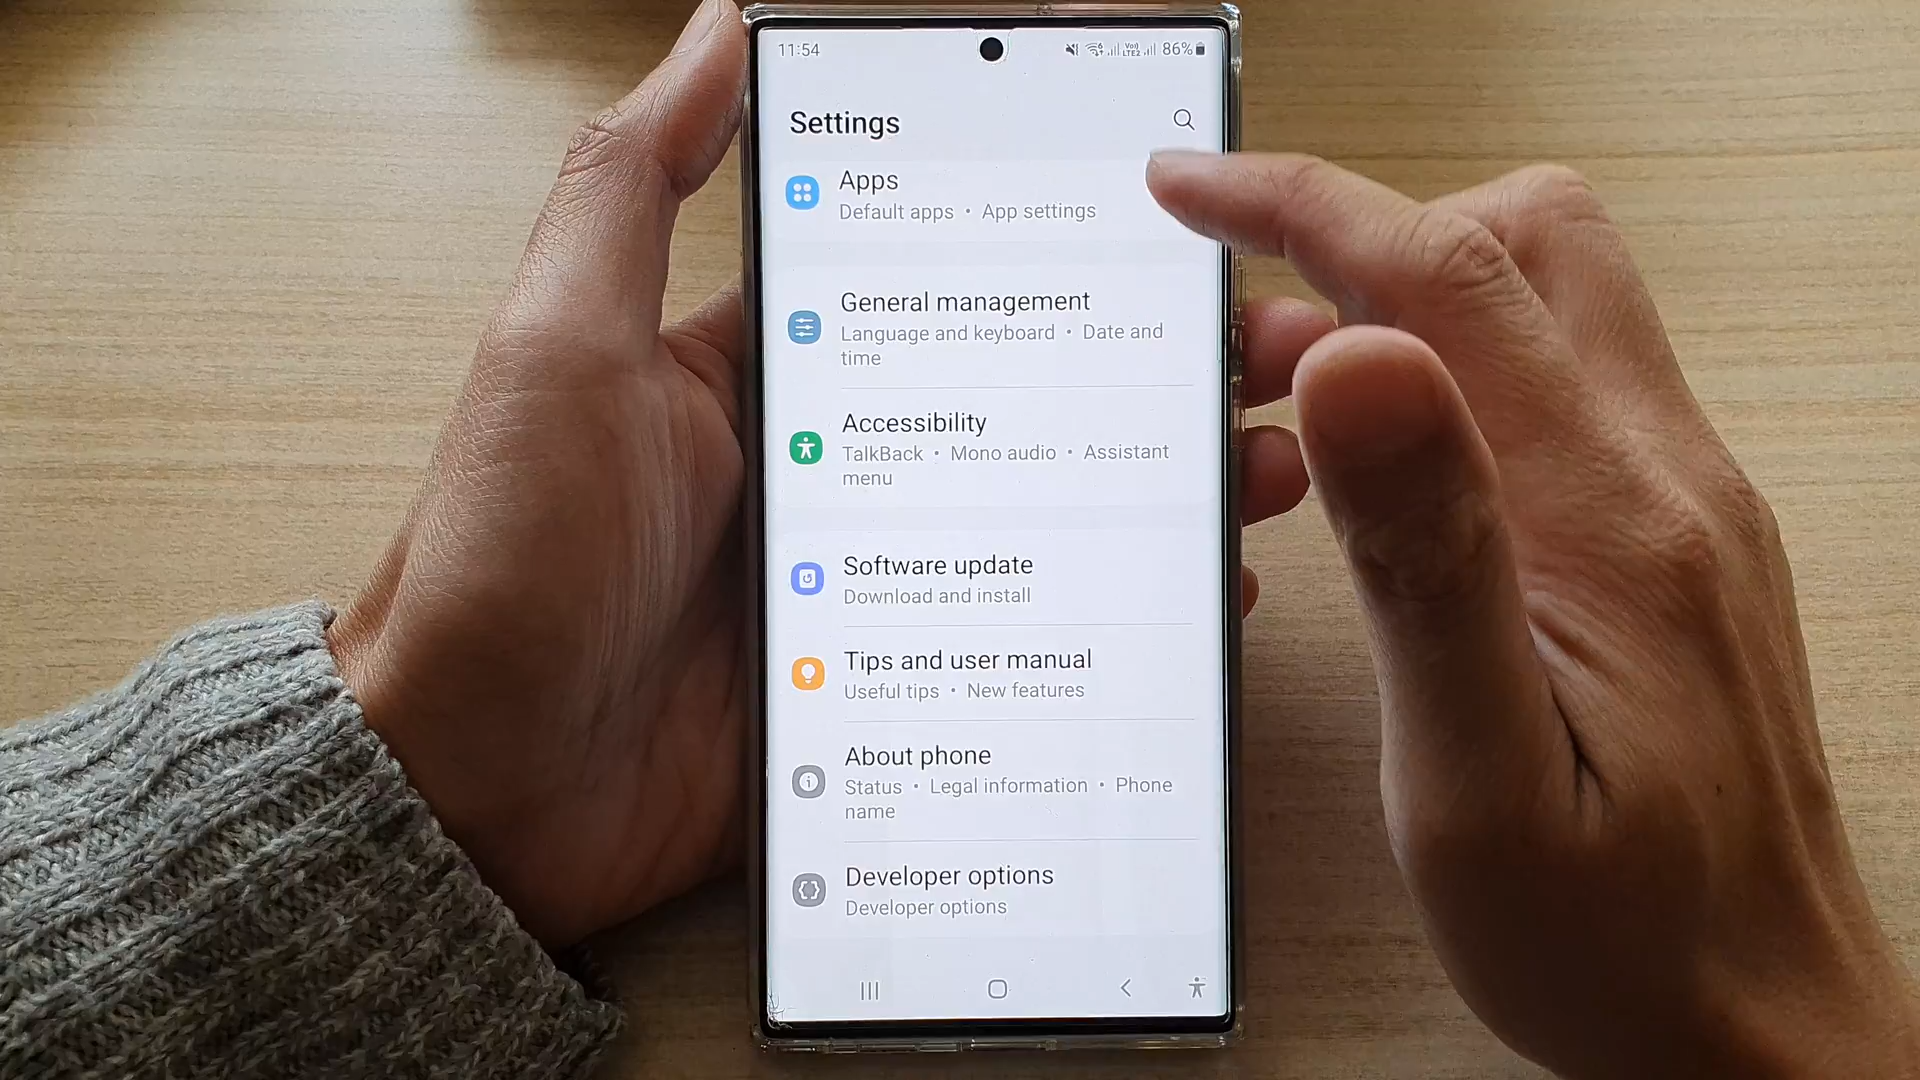 11:54
86%
Settings
Apps
Default apps • App settings
General management
Language and keyboard • Date and
time
Accessibility
TalkBack • Mono audio • Assistant
menu
Software update
Download and install
Tips and user manual
Useful tips • New features
About phone
Status • Legal information • Phone
name
Developer options
Developer options